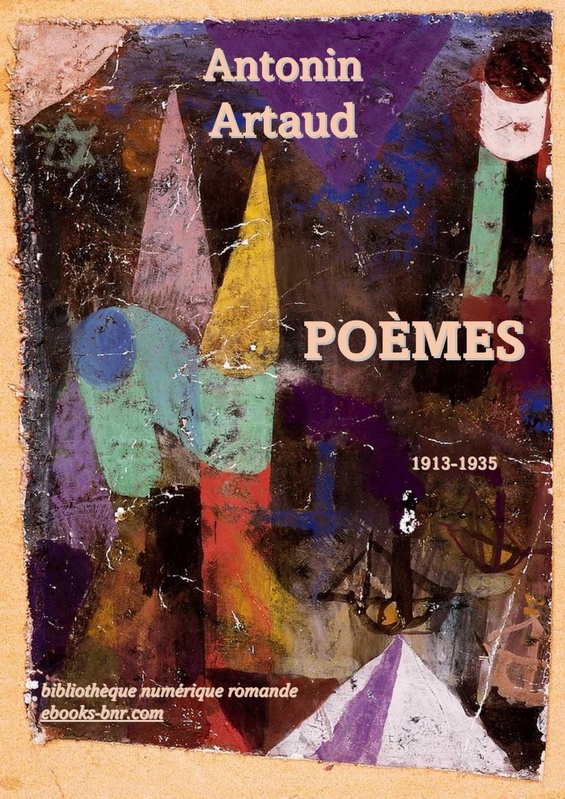 Antonin
Artaud
POÈMES
1913-1935
bibliothèque numérique romande
ebooks-bnr.com